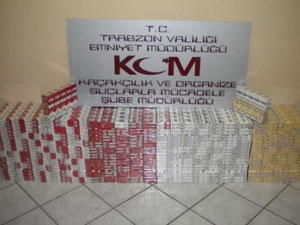 T.C.
TRABZON VALİLİĞİ
EMNİYET MÜDÜRLÜĞÜ
KOM
KAÇAKÇILIK VE ORGANİZE
SUÇLARLA MÜCADELE
ŞUBE MÜDÜRLÜĞÜ